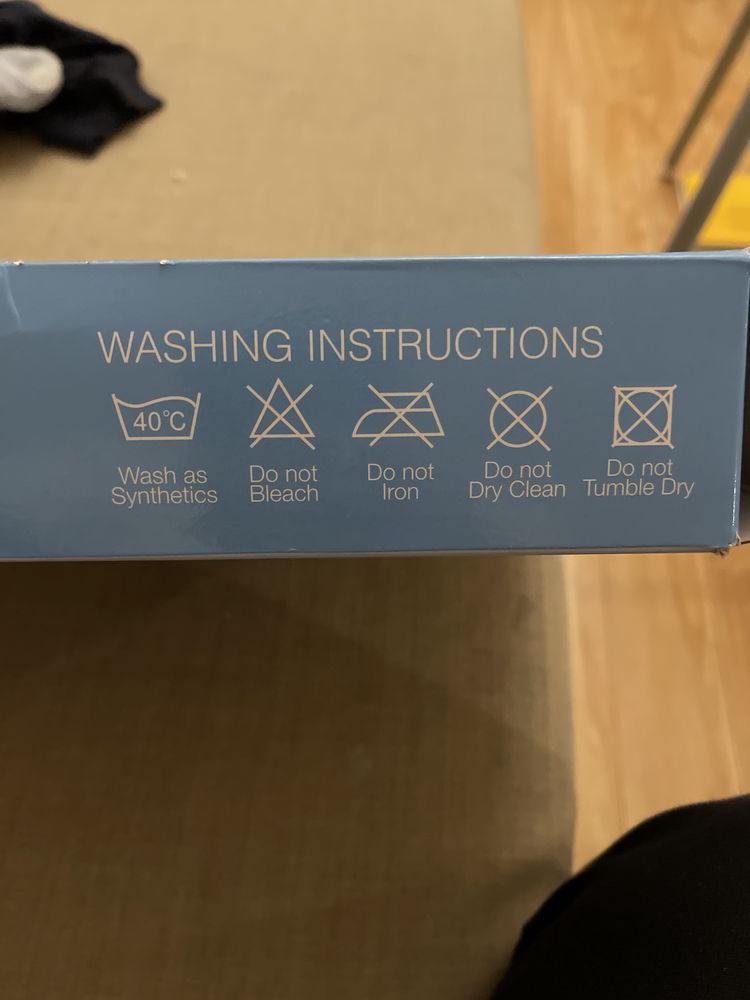 WASHING INSTRUCTIONS
40°C
Wash as
Synthetics
Do not
Bleach
Do not
Iron
Do not
Dry Clean
Do not
Tumble Dry